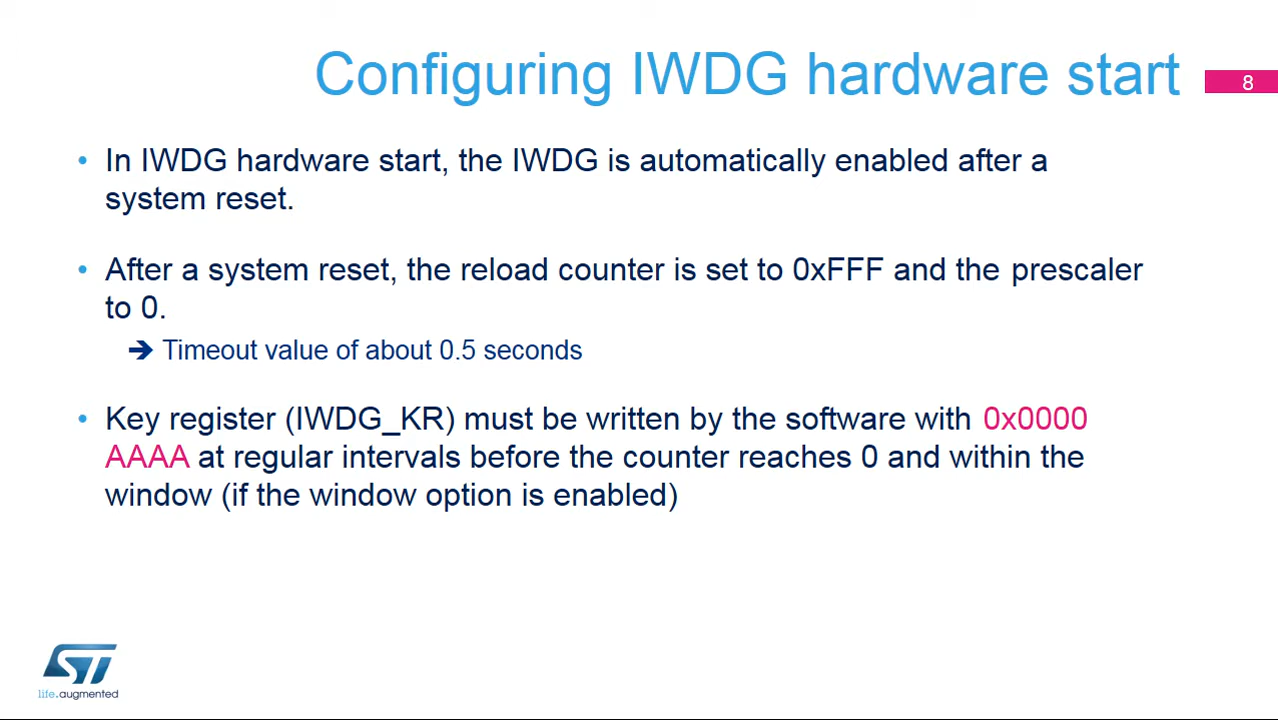 Configuring IWDG hardware start
8
• In IWDG hardware start, the IWDG is automatically enabled after a
system reset.
• After a system reset, the reload counter is set to 0xFFF and the prescaler
to 0.
➔ Timeout value of about 0.5 seconds
• Key register (IWDG_KR) must be written by the software with 0x0000
AAAA at regular intervals before the counter reaches 0 and within the
window (if the window option is enabled)
ST
life.augmented